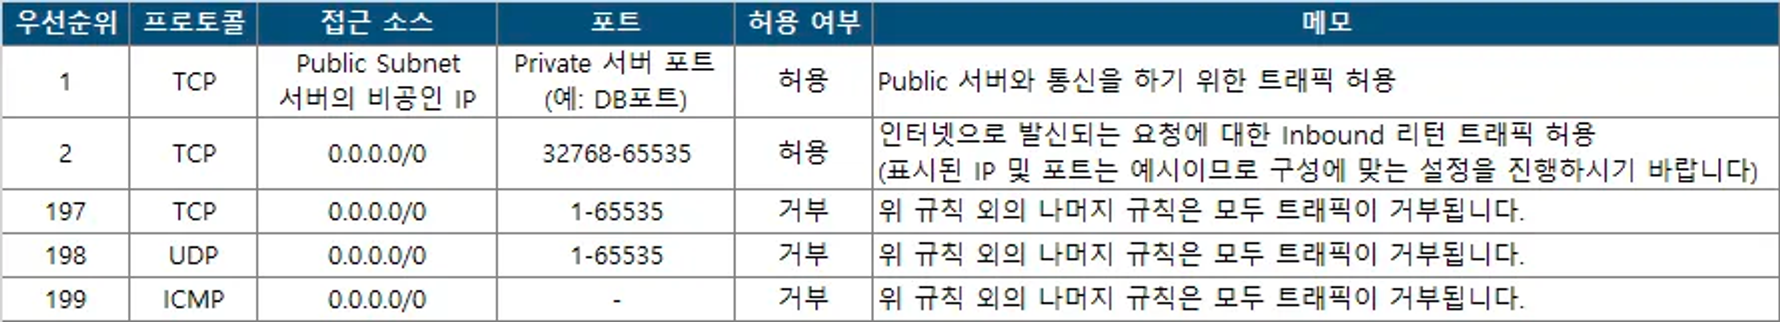 우선순위 프로토콜 접근 소스 포트 허용 여부 메모
1 TCP Public Subnet 서버의 비공인 IP Private 서버 포트 (예: DB포트) 허용 Public 서버와 통신을 하기 위한 트래픽 허용
2 TCP 0.0.0.0/0 32768-65535 허용 인터넷으로 발신되는 요청에 대한 Inbound 리턴 트래픽 허용
(표시된 IP 및 포트는 예시이므로 구성에 맞는 설정을 진행하시기 바랍니다)
197 TCP 0.0.0.0/0 1-65535 거부 위 규칙 외의 나머지 규칙은 모두 트래픽이 거부됩니다.
198 UDP 0.0.0.0/0 1-65535 거부 위 규칙 외의 나머지 규칙은 모두 트래픽이 거부됩니다.
199 ICMP 0.0.0.0/0 - 거부 위 규칙 외의 나머지 규칙은 모두 트래픽이 거부됩니다.